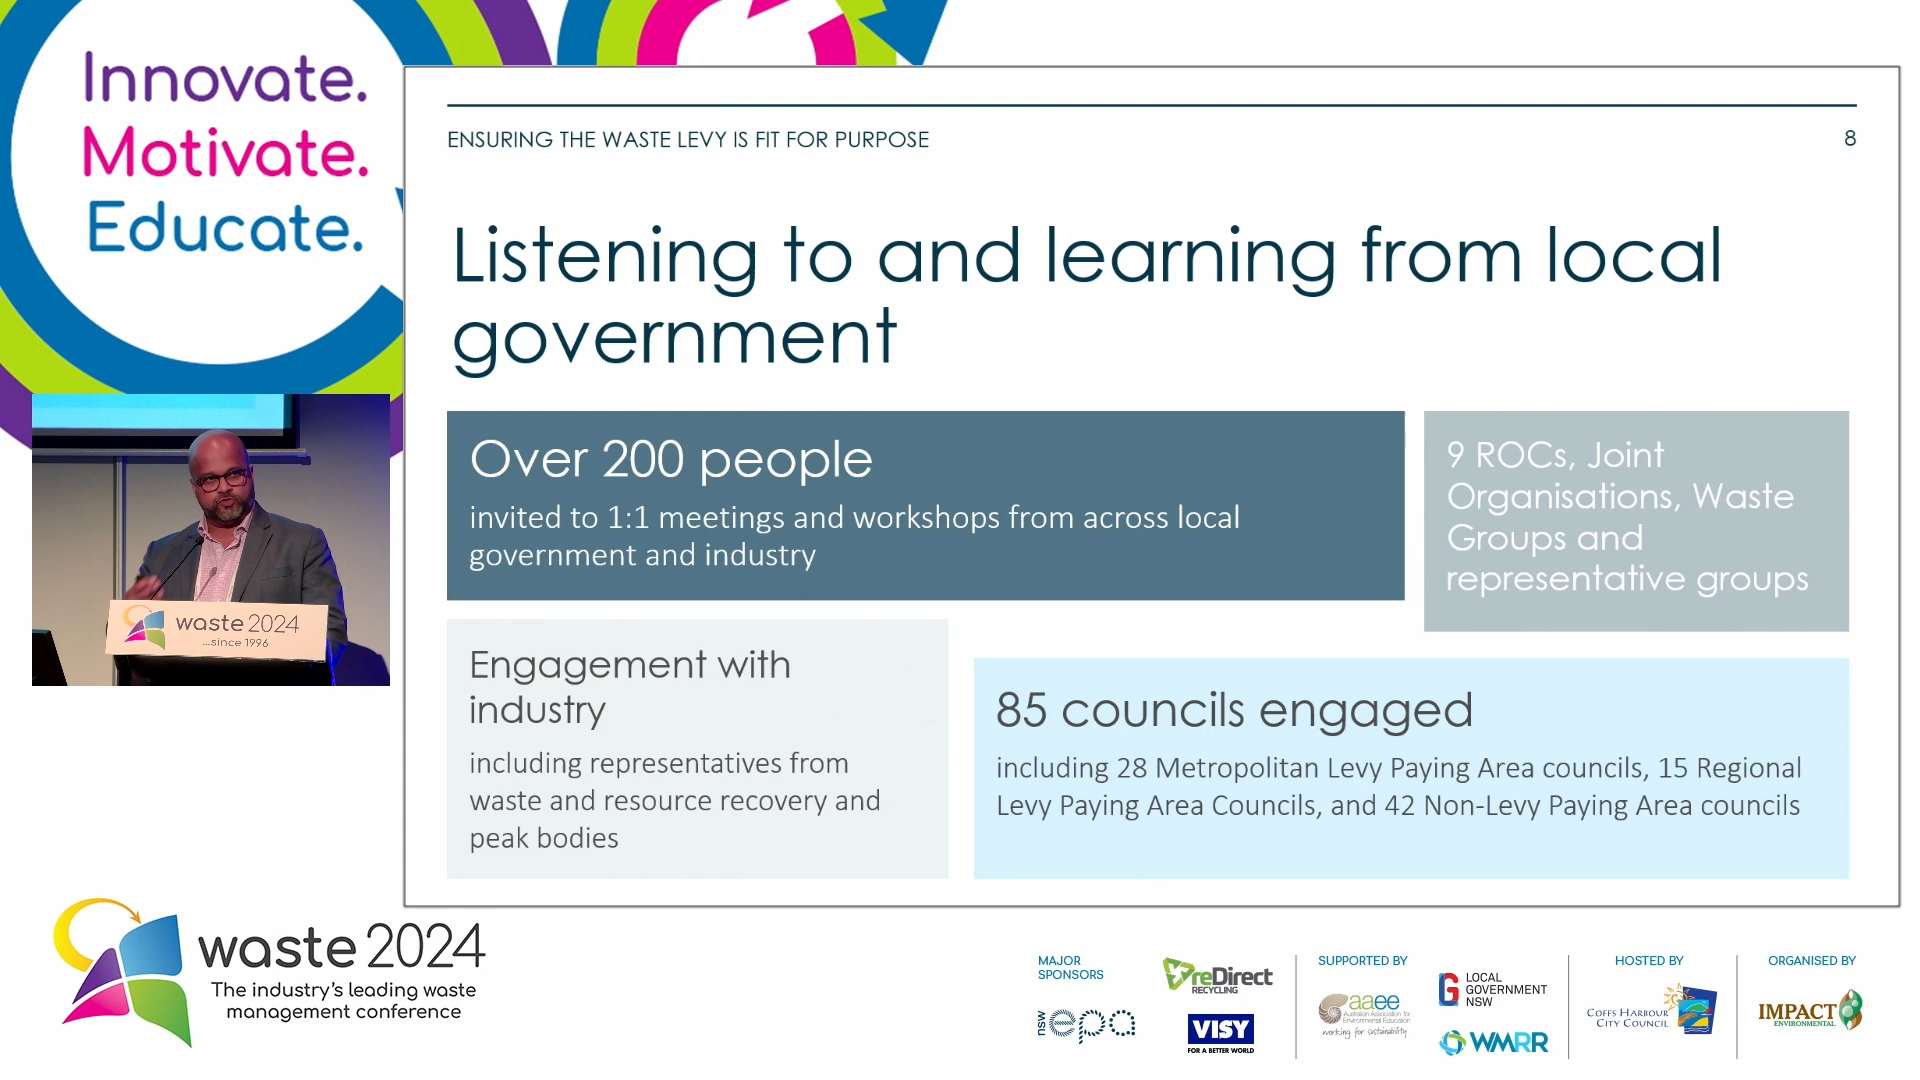 Innovate.
Motivate.
Educate.
ENSURING THE WASTE LEVY IS FIT FOR PURPOSE
8
Listening to and learning from local
government
Over 200 people
invited to 1:1 meetings and workshops from across local
government and industry
9 ROCs, Joint
Organisations, Waste
Groups and
representative groups
Engagement with
industry
including representatives from
waste and resource recovery and
peak bodies
85 councils engaged
including 28 Metropolitan Levy Paying Area councils, 15 Regional
Levy Paying Area Councils, and 42 Non-Levy Paying Area councils
waste 2024
...since 1996
waste 2024
The industry's leading waste
management conference
MAJOR
SPONSORS
reDirect
RECYCLING
nsw epa
VISY
FOR A BETTER WORLD
SUPPORTED BY
aaee
Australian Association for
Environmental Education
working for sustainability
LOCAL
GOVERNMENT
NSW
WMRR
HOSTED BY
COFFS HARBOUR
CITY COUNCIL
ORGANISED BY
IMPACT
ENVIRONMENTAL